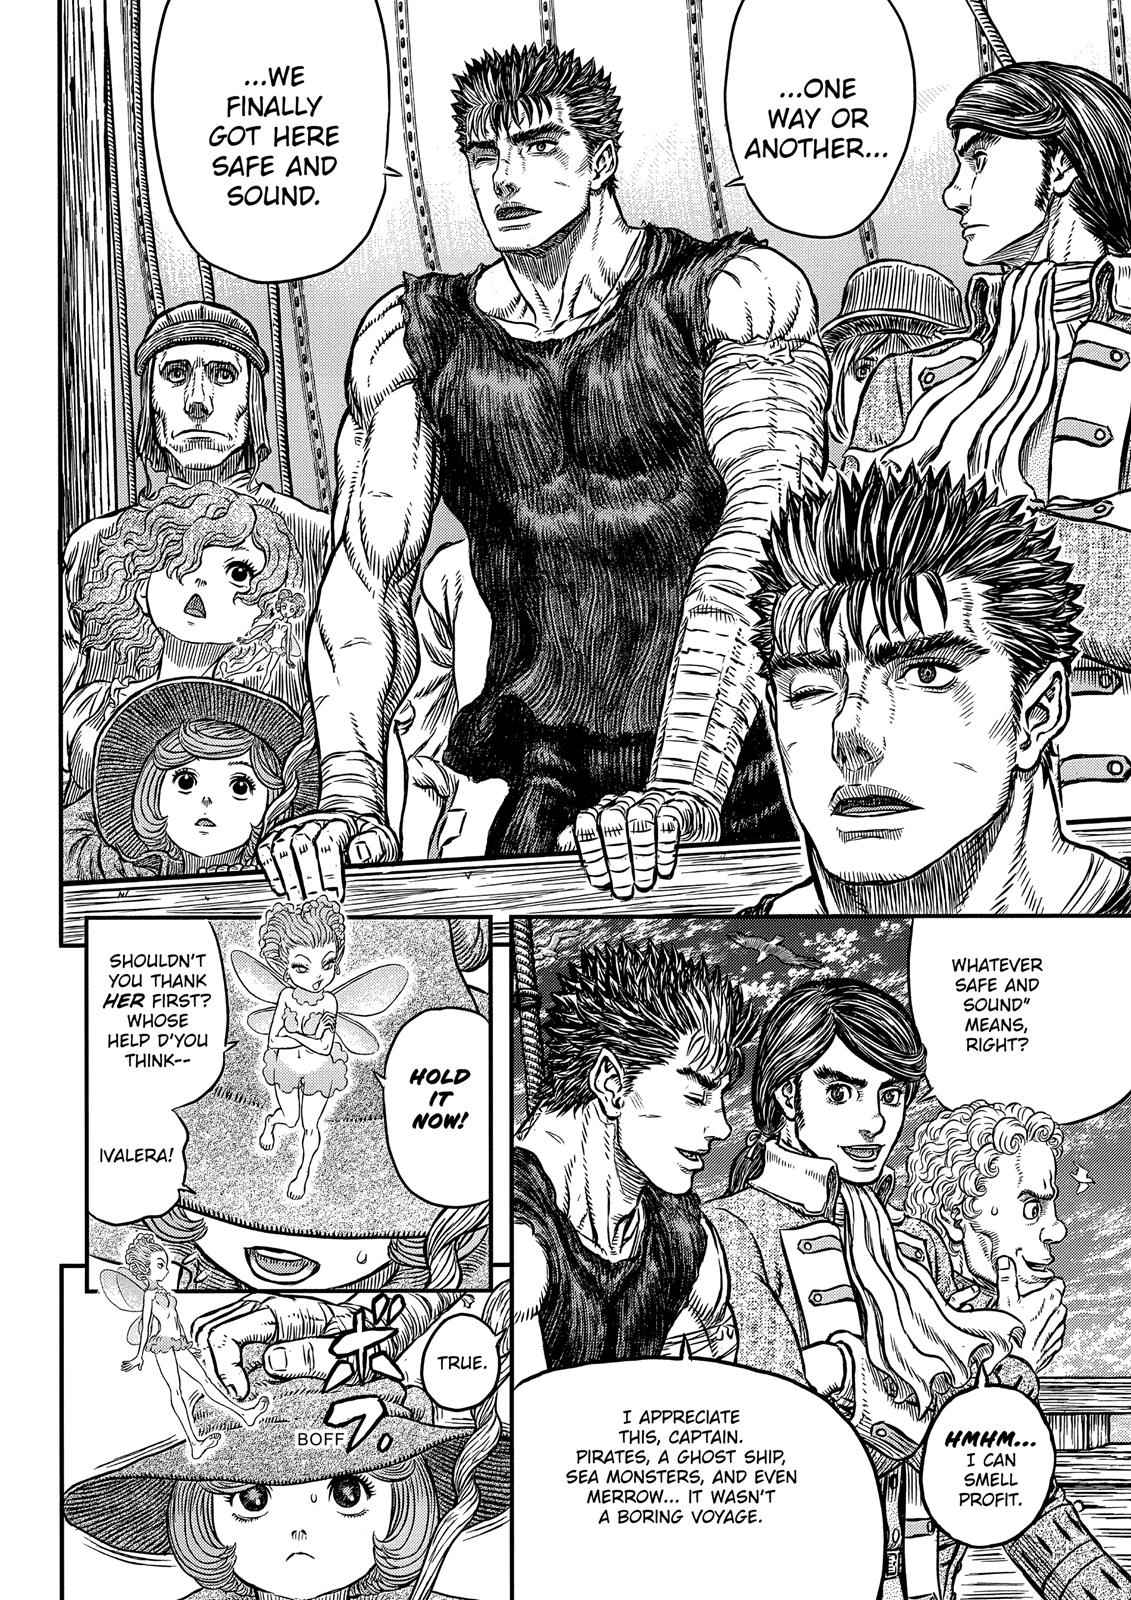 ...ONE
WAY OR
ANOTHER...
...WE
FINALLY
GOT HERE
SAFE AND
SOUND.
WHATEVER
SAFE AND
SOUND"
MEANS,
RIGHT?
I APPRECIATE
THIS, CAPTAIN.
PIRATES, A GHOST SHIP,
SEA MONSTERS, AND EVEN
MERROW... IT WASN'T
A BORING VOYAGE.
HMHM...
I CAN
SMELL
PROFIT.
HOLD
IT
NOW!
SHOULDN'T
YOU THANK
HER FIRST?
WHOSE
HELP D'YOU
THINK--
IVALERA!
TRUE.
ボフ.
BOFF